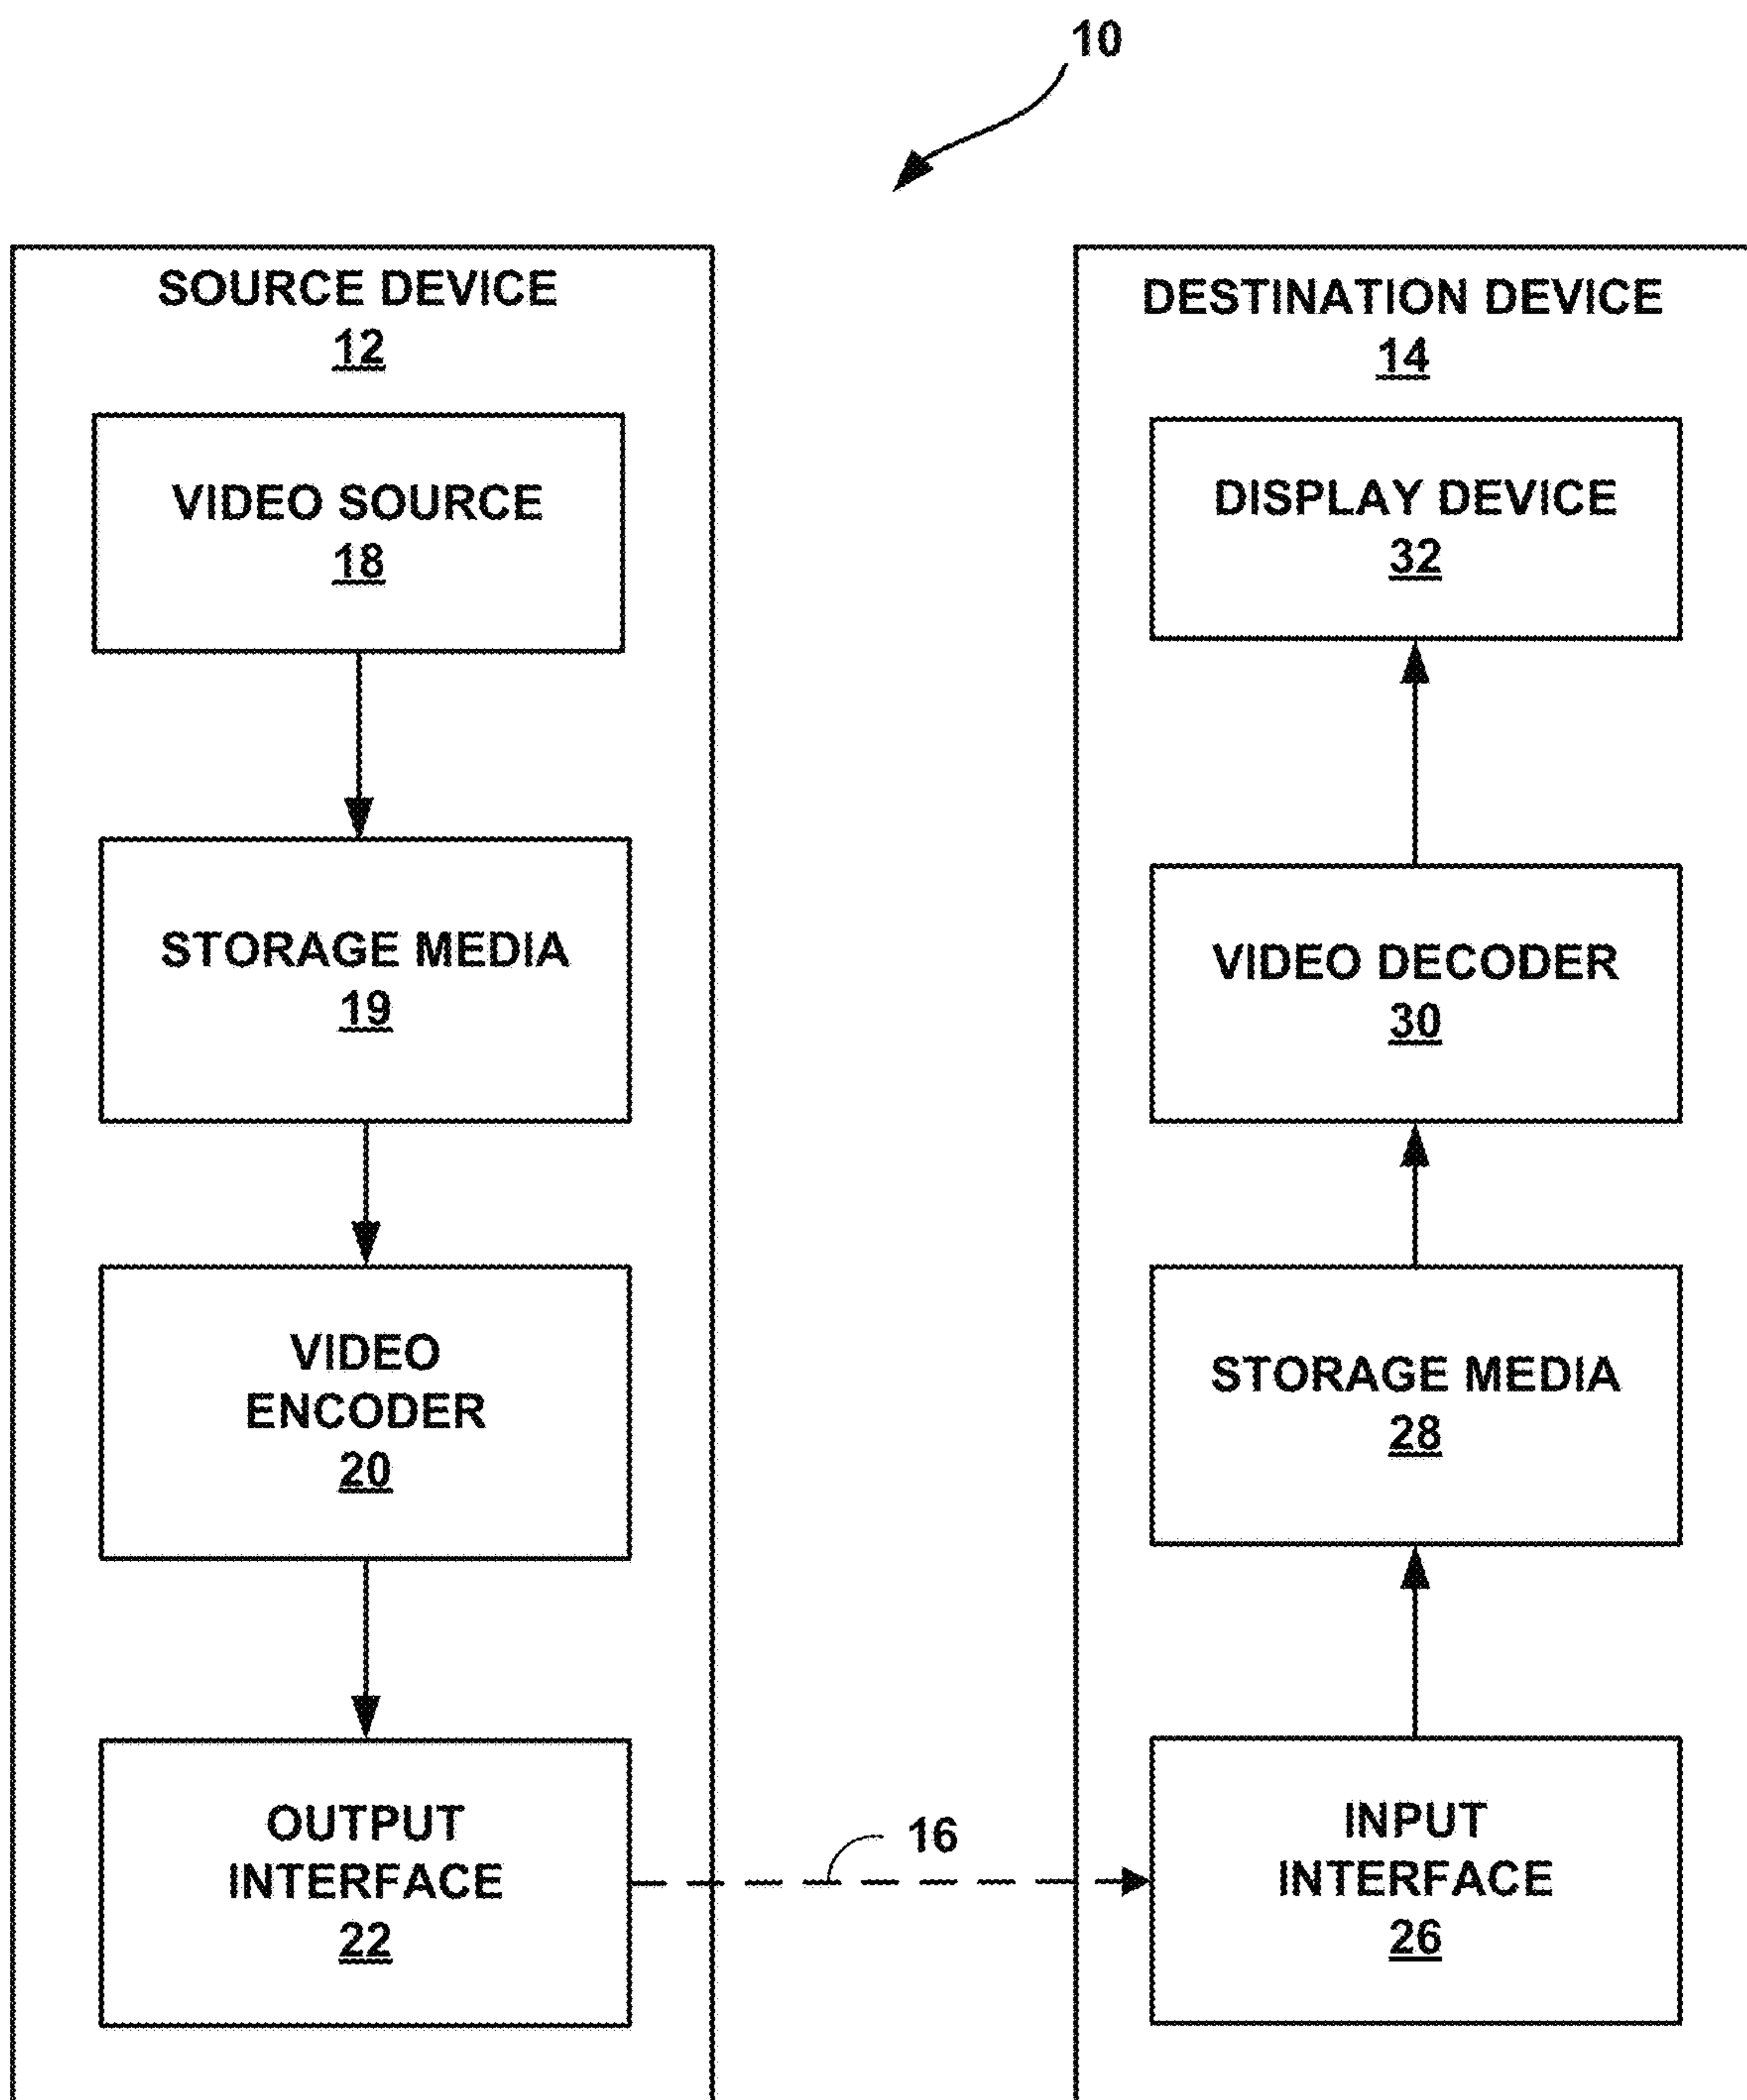 10
SOURCE DEVICE
12
VIDEO SOURCE
18
STORAGE MEDIA
19
VIDEO
ENCODER
20
OUTPUT
INTERFACE
22
16
DESTINATION DEVICE
14
DISPLAY DEVICE
32
VIDEO DECODER
30
STORAGE MEDIA
28
INPUT
INTERFACE
26